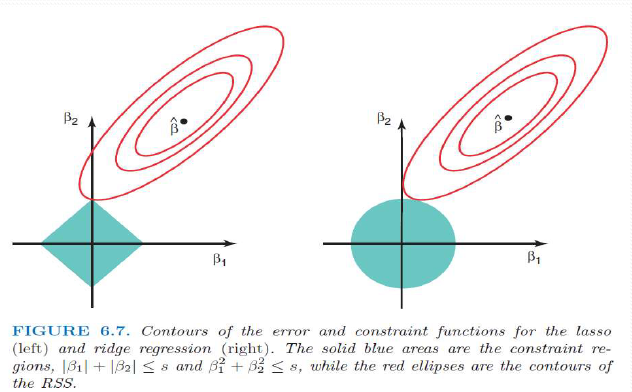 β2
β̂
β1
β2
β̂
β1
FIGURE 6.7. Contours of the error and constraint functions for the lasso
(left) and ridge regression (right). The solid blue areas are the constraint re-
gions, |β1| + |β2| ≤ s and β1² + β2² ≤ s, while the red ellipses are the contours of
the RSS.